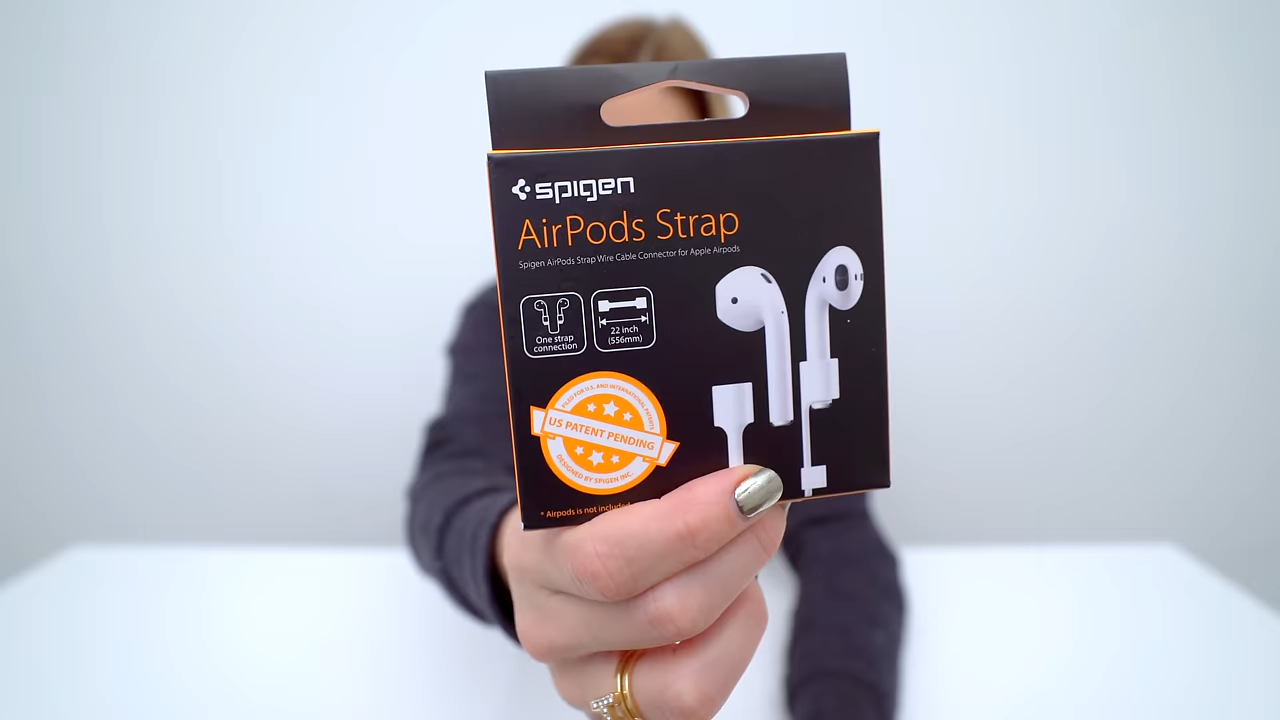 spigen
AirPods Strap
Spigen AirPods Strap Wire Cable Connector for Apple Airpods
One strap
connection
22 inch
(556mm)
FILED FOR U.S. AND INTERNATIONAL PATENTS
US PATENT PENDING
DESIGNED BY SPIGEN INC.
* Airpods is not included